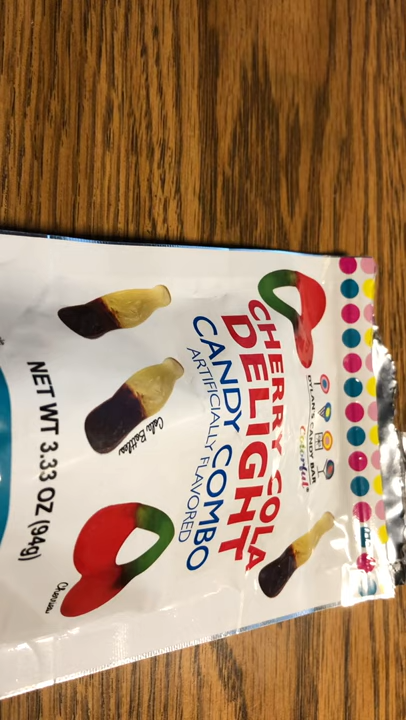 DYLAN'S CANDY BAR
Colorful
CHERRY COLA
DELIGHT
CANDY COMBO
ARTIFICIALLY FLAVORED
Cola Bottles
Cherries
NET WT 3.33 OZ (94g)